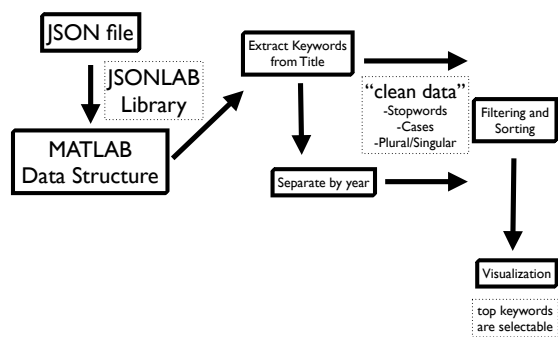 JSON file
JSONLAB
Library
MATLAB
Data Structure
Extract Keywords
from Title
“clean data”
-Stopwords
-Cases
-Plural/Singular
Filtering and
Sorting
Separate by year
Visualization
top keywords
are selectable